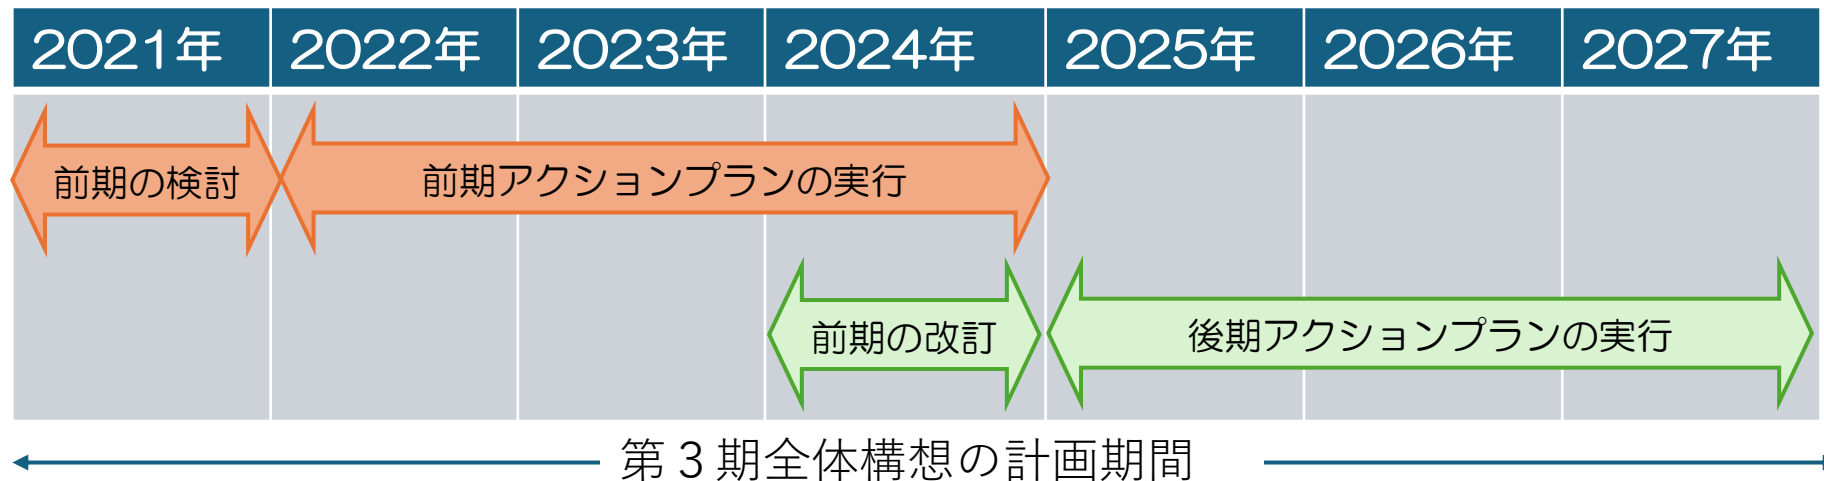 2021年 2022年 2023年 2024年 2025年 2026年 2027年
前期の検討 前期アクションプランの実行
前期の改訂 後期アクションプランの実行
第３期全体構想の計画期間